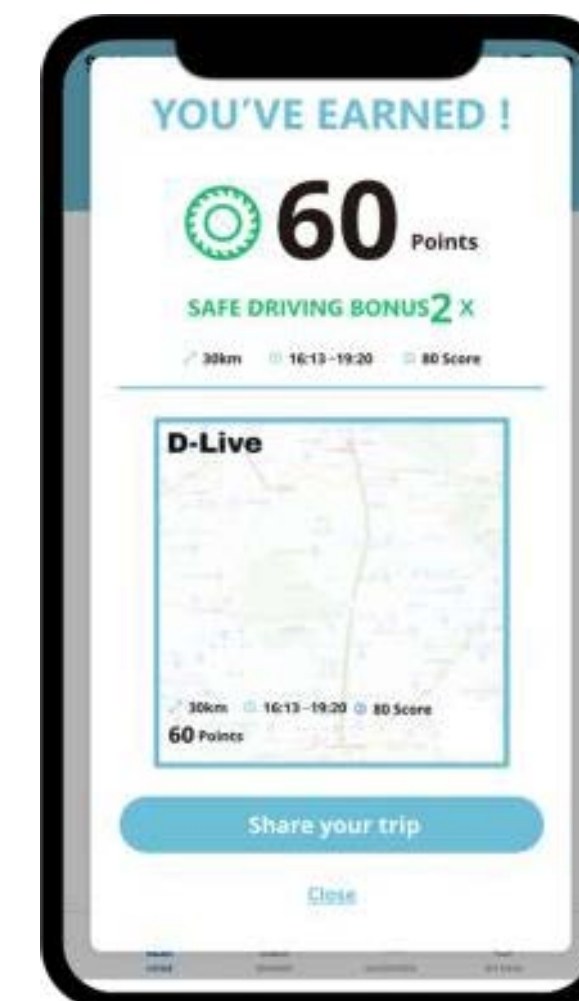 YOU'VE EARNED !
60 Points
SAFE DRIVING BONUS 2 X
30km 16:13 -19:20 80 Score
D-Live
30km 16:13 -19:20 80 Score
60 Points
Share your trip
Close